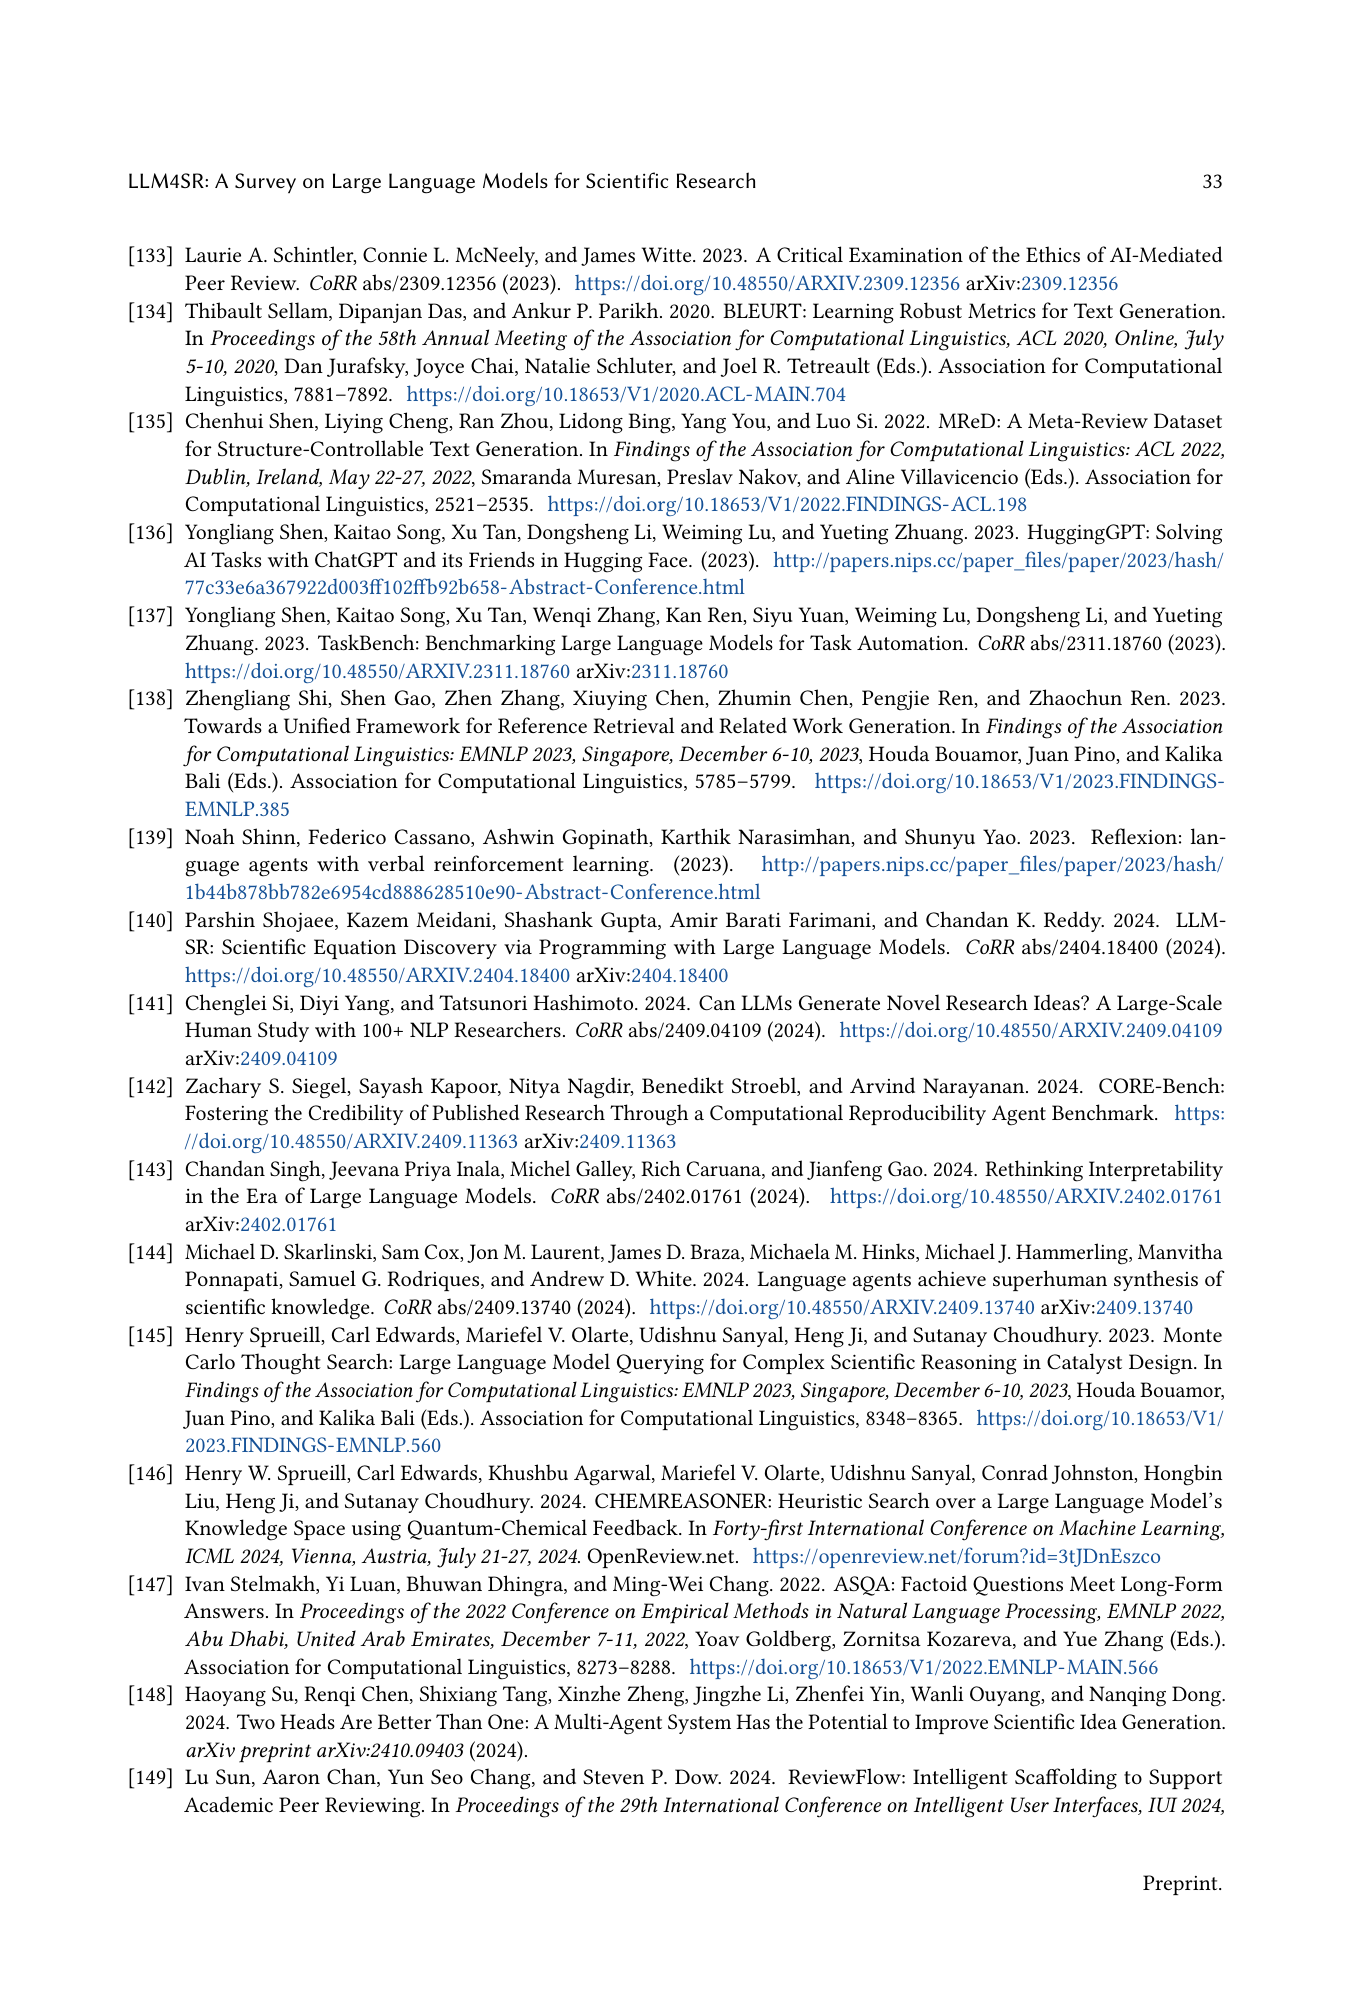 LLM4SR: A Survey on Large Language Models for Scientific Research 33
[133] Laurie A. Schintler, Connie L. McNeely, and James Witte. 2023. A Critical Examination of the Ethics of AI-Mediated
Peer Review. CoRR abs/2309.12356 (2023). https://doi.org/10.48550/ARXIV.2309.12356 arXiv:2309.12356
[134] Thibault Sellam, Dipanjan Das, and Ankur P. Parikh. 2020. BLEURT: Learning Robust Metrics for Text Generation.
In Proceedings of the 58th Annual Meeting of the Association for Computational Linguistics, ACL 2020, Online, July
5-10, 2020, Dan Jurafsky, Joyce Chai, Natalie Schluter, and Joel R. Tetreault (Eds.). Association for Computational
Linguistics, 7881–7892. https://doi.org/10.18653/V1/2020.ACL-MAIN.704
[135] Chenhui Shen, Liying Cheng, Ran Zhou, Lidong Bing, Yang You, and Luo Si. 2022. MReD: A Meta-Review Dataset
for Structure-Controllable Text Generation. In Findings of the Association for Computational Linguistics: ACL 2022,
Dublin, Ireland, May 22-27, 2022, Smaranda Muresan, Preslav Nakov, and Aline Villavicencio (Eds.). Association for
Computational Linguistics, 2521–2535. https://doi.org/10.18653/V1/2022.FINDINGS-ACL.198
[136] Yongliang Shen, Kaitao Song, Xu Tan, Dongsheng Li, Weiming Lu, and Yueting Zhuang. 2023. HuggingGPT: Solving
AI Tasks with ChatGPT and its Friends in Hugging Face. (2023). http://papers.nips.cc/paper_files/paper/2023/hash/
77c33e6a367922d003ff102ffb92b658-Abstract-Conference.html
[137] Yongliang Shen, Kaitao Song, Xu Tan, Wenqi Zhang, Kan Ren, Siyu Yuan, Weiming Lu, Dongsheng Li, and Yueting
Zhuang. 2023. TaskBench: Benchmarking Large Language Models for Task Automation. CoRR abs/2311.18760 (2023).
https://doi.org/10.48550/ARXIV.2311.18760 arXiv:2311.18760
[138] Zhengliang Shi, Shen Gao, Zhen Zhang, Xiuying Chen, Zhumin Chen, Pengjie Ren, and Zhaochun Ren. 2023.
Towards a Unified Framework for Reference Retrieval and Related Work Generation. In Findings of the Association
for Computational Linguistics: EMNLP 2023, Singapore, December 6-10, 2023, Houda Bouamor, Juan Pino, and Kalika
Bali (Eds.). Association for Computational Linguistics, 5785–5799. https://doi.org/10.18653/V1/2023.FINDINGS-
EMNLP.385
[139] Noah Shinn, Federico Cassano, Ashwin Gopinath, Karthik Narasimhan, and Shunyu Yao. 2023. Reflexion: lan-
guage agents with verbal reinforcement learning. (2023). http://papers.nips.cc/paper_files/paper/2023/hash/
1b44b878bb782e6954cd888628510e90-Abstract-Conference.html
[140] Parshin Shojaee, Kazem Meidani, Shashank Gupta, Amir Barati Farimani, and Chandan K. Reddy. 2024. LLM-
SR: Scientific Equation Discovery via Programming with Large Language Models. CoRR abs/2404.18400 (2024).
https://doi.org/10.48550/ARXIV.2404.18400 arXiv:2404.18400
[141] Chenglei Si, Diyi Yang, and Tatsunori Hashimoto. 2024. Can LLMs Generate Novel Research Ideas? A Large-Scale
Human Study with 100+ NLP Researchers. CoRR abs/2409.04109 (2024). https://doi.org/10.48550/ARXIV.2409.04109
arXiv:2409.04109
[142] Zachary S. Siegel, Sayash Kapoor, Nitya Nagdir, Benedikt Stroebl, and Arvind Narayanan. 2024. CORE-Bench:
Fostering the Credibility of Published Research Through a Computational Reproducibility Agent Benchmark. https:
//doi.org/10.48550/ARXIV.2409.11363 arXiv:2409.11363
[143] Chandan Singh, Jeevana Priya Inala, Michel Galley, Rich Caruana, and Jianfeng Gao. 2024. Rethinking Interpretability
in the Era of Large Language Models. CoRR abs/2402.01761 (2024). https://doi.org/10.48550/ARXIV.2402.01761
arXiv:2402.01761
[144] Michael D. Skarlinski, Sam Cox, Jon M. Laurent, James D. Braza, Michaela M. Hinks, Michael J. Hammerling, Manvitha
Ponnapati, Samuel G. Rodriques, and Andrew D. White. 2024. Language agents achieve superhuman synthesis of
scientific knowledge. CoRR abs/2409.13740 (2024). https://doi.org/10.48550/ARXIV.2409.13740 arXiv:2409.13740
[145] Henry Sprueill, Carl Edwards, Mariefel V. Olarte, Udishnu Sanyal, Heng Ji, and Sutanay Choudhury. 2023. Monte
Carlo Thought Search: Large Language Model Querying for Complex Scientific Reasoning in Catalyst Design. In
Findings of the Association for Computational Linguistics: EMNLP 2023, Singapore, December 6-10, 2023, Houda Bouamor,
Juan Pino, and Kalika Bali (Eds.). Association for Computational Linguistics, 8348–8365. https://doi.org/10.18653/V1/
2023.FINDINGS-EMNLP.560
[146] Henry W. Sprueill, Carl Edwards, Khushbu Agarwal, Mariefel V. Olarte, Udishnu Sanyal, Conrad Johnston, Hongbin
Liu, Heng Ji, and Sutanay Choudhury. 2024. CHEMREASONER: Heuristic Search over a Large Language Model's
Knowledge Space using Quantum-Chemical Feedback. In Forty-first International Conference on Machine Learning,
ICML 2024, Vienna, Austria, July 21-27, 2024. OpenReview.net. https://openreview.net/forum?id=3tJDnEszco
[147] Ivan Stelmakh, Yi Luan, Bhuwan Dhingra, and Ming-Wei Chang. 2022. ASQA: Factoid Questions Meet Long-Form
Answers. In Proceedings of the 2022 Conference on Empirical Methods in Natural Language Processing, EMNLP 2022,
Abu Dhabi, United Arab Emirates, December 7-11, 2022, Yoav Goldberg, Zornitsa Kozareva, and Yue Zhang (Eds.).
Association for Computational Linguistics, 8273–8288. https://doi.org/10.18653/V1/2022.EMNLP-MAIN.566
[148] Haoyang Su, Renqi Chen, Shixiang Tang, Xinzhe Zheng, Jingzhe Li, Zhenfei Yin, Wanli Ouyang, and Nanqing Dong.
2024. Two Heads Are Better Than One: A Multi-Agent System Has the Potential to Improve Scientific Idea Generation.
arXiv preprint arXiv:2410.09403 (2024).
[149] Lu Sun, Aaron Chan, Yun Seo Chang, and Steven P. Dow. 2024. ReviewFlow: Intelligent Scaffolding to Support
Academic Peer Reviewing. In Proceedings of the 29th International Conference on Intelligent User Interfaces, IUI 2024,
Preprint.